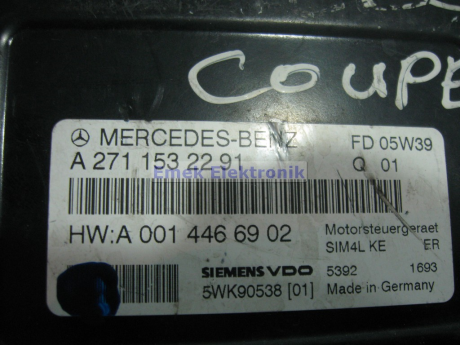 COUPE
MERCEDES-BENZ FD 05W39
A 271 153 22 91 Q 01
Emek Elektronik
HW:A 001 446 69 02 Motorsteuergeraet
SIM4L KE ER
SIEMENS VDO 5392 1693
5WK90538 [01] Made in Germany